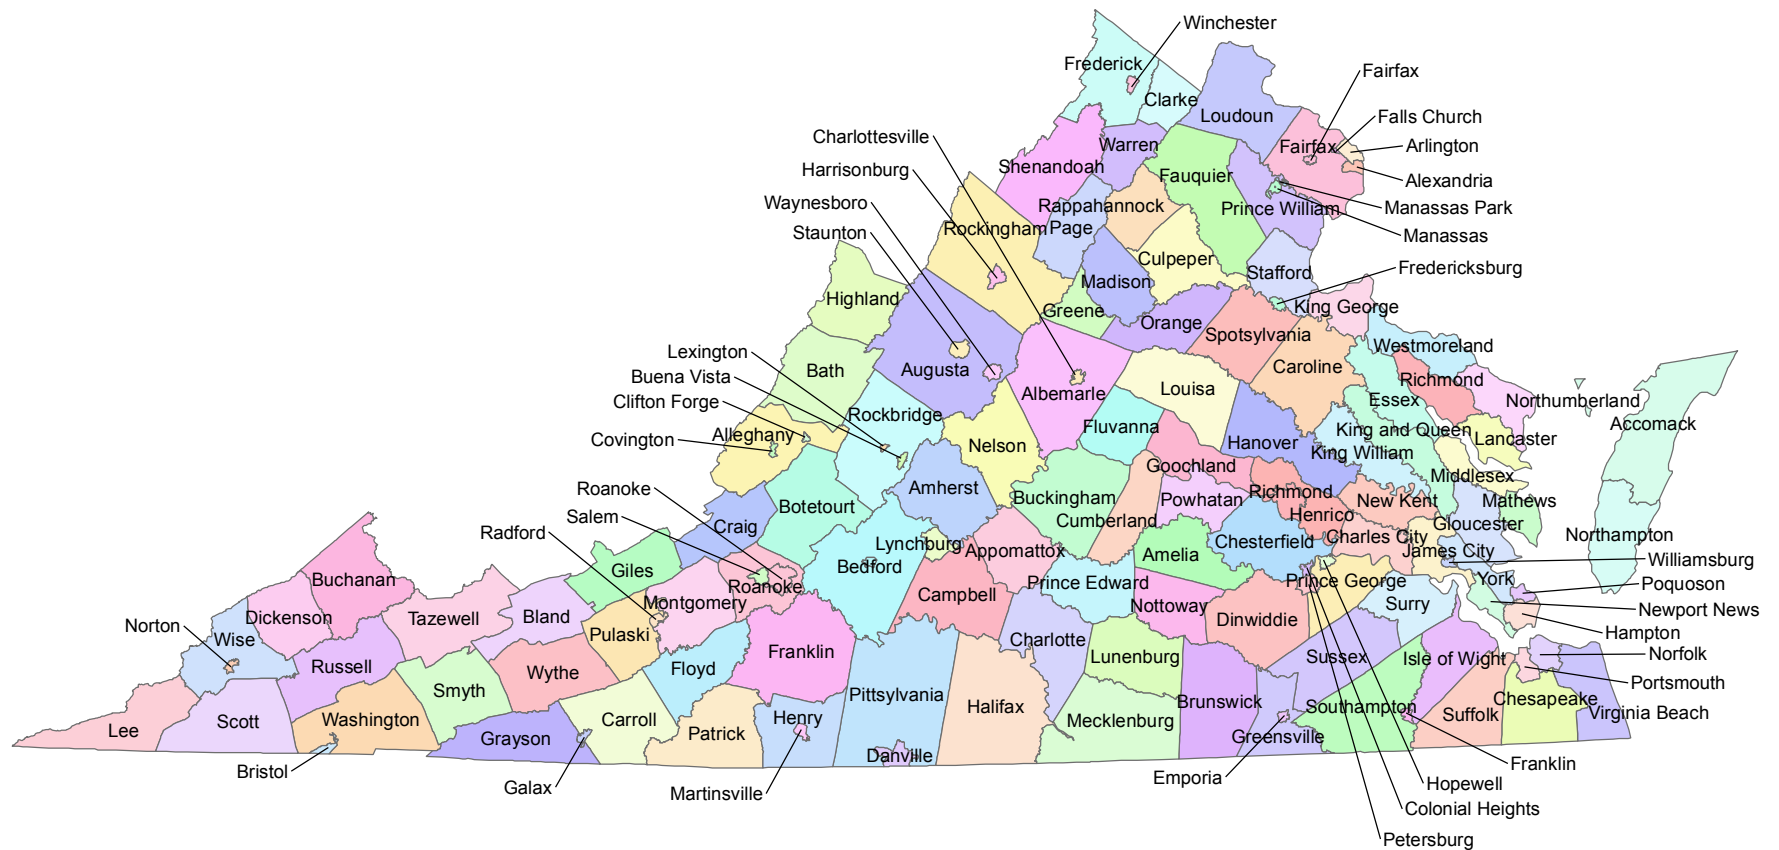 Winchester
Frederick
Fairfax
Clarke
Loudoun
Falls Church
Charlottesville
Warren
Fairfax
Arlington
Harrisonburg
Shenandoah
Fauquier
Alexandria
Waynesboro
Rappahannock
Prince William
Manassas Park
Staunton
Rockingham
Page
Manassas
Culpeper
Stafford
Fredericksburg
Highland
Madison
Greene
King George
Orange
Spotsylvania
Lexington
Westmoreland
Bath
Augusta
Caroline
Buena Vista
Albemarle
Louisa
Richmond
Clifton Forge
Rockbridge
Essex
Northumberland
Covington
Alleghany
Nelson
Fluvanna
Hanover
King and Queen
Lancaster
Accomack
King William
Goochland
Middlesex
Roanoke
Amherst
Buckingham
Powhatan
Richmond
New Kent
Mathews
Salem
Botetourt
Cumberland
Henrico
Gloucester
Radford
Craig
Lynchburg
Appomattox
Amelia
Chesterfield
Charles City
James City
Northampton
Williamsburg
Buchanan
Giles
Bedford
Roanoke
Prince Edward
Prince George
York
Poquoson
Dickenson
Tazewell
Bland
Montgomery
Campbell
Nottoway
Dinwiddie
Surry
Newport News
Norton
Wise
Pulaski
Charlotte
Hampton
Russell
Wythe
Floyd
Franklin
Lunenburg
Sussex
Isle of Wight
Norfolk
Smyth
Pittsylvania
Portsmouth
Lee
Scott
Washington
Grayson
Carroll
Patrick
Henry
Halifax
Mecklenburg
Brunswick
Southampton
Suffolk
Chesapeake
Virginia Beach
Greensville
Danville
Bristol
Galax
Martinsville
Emporia
Franklin
Hopewell
Colonial Heights
Petersburg